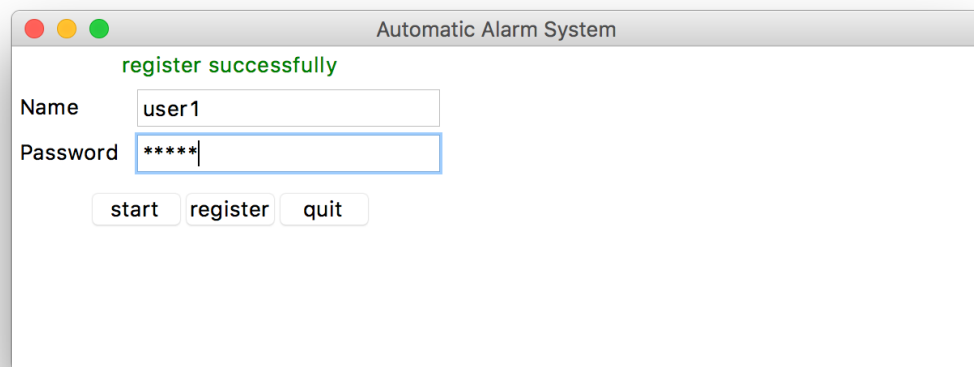 Automatic Alarm System
register successfully
Name user1
Password *****
start register quit